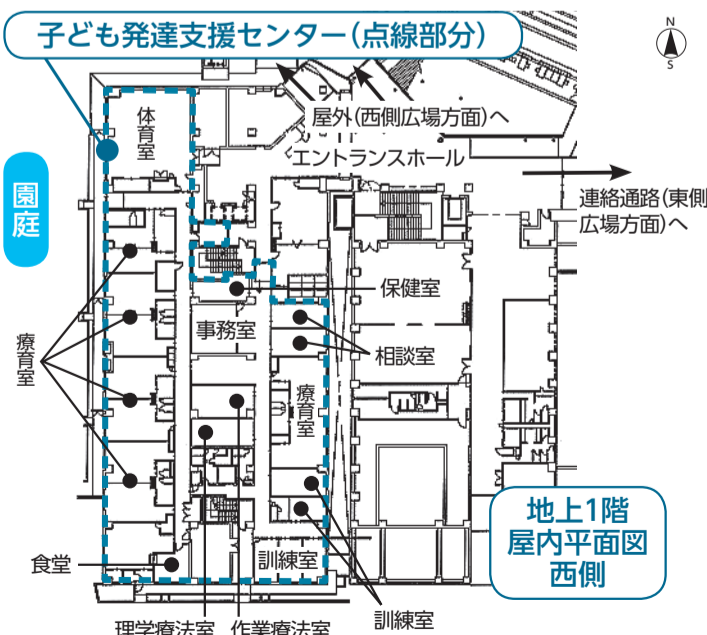 子ども発達支援センター(点線部分)
N
S
屋外(西側広場方面)へ
エントランスホール
連絡通路(東側
広場方面)へ
体育室
園庭
保健室
事務室
相談室
療育室
療育室
食堂
訓練室
理学療法室
作業療法室
訓練室
地上1階
屋内平面図
西側